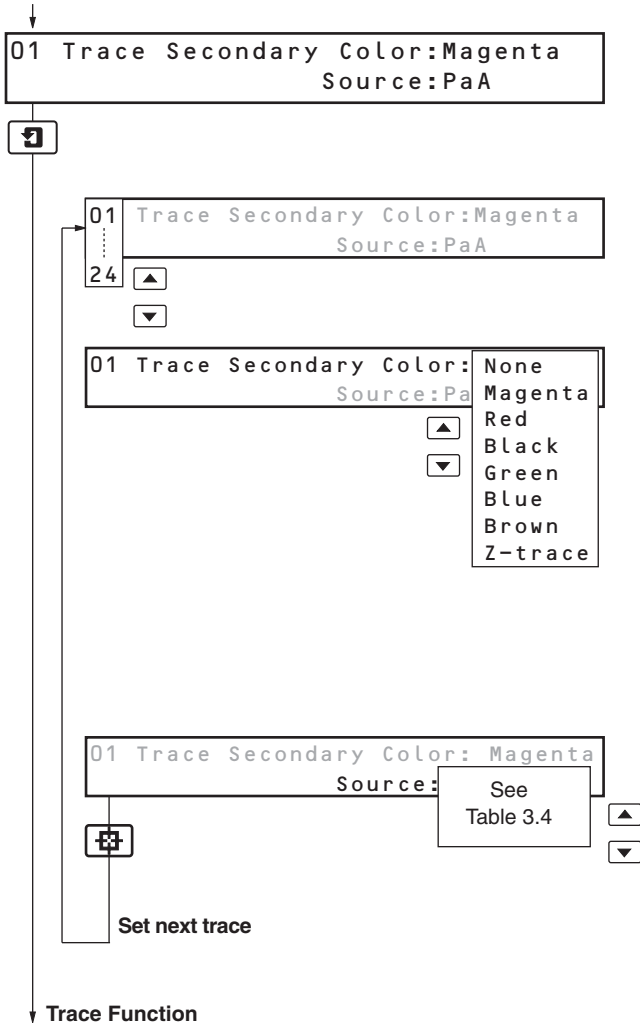 01 Trace Secondary Color:Magenta
Source:PaA
01 Trace Secondary Color:Magenta
Source:PaA
24
01 Trace Secondary Color:
Source:Pa
None
Magenta
Red
Black
Green
Blue
Brown
Z-trace
01 Trace Secondary Color: Magenta
Source:
See
Table 3.4
Set next trace
Trace Function